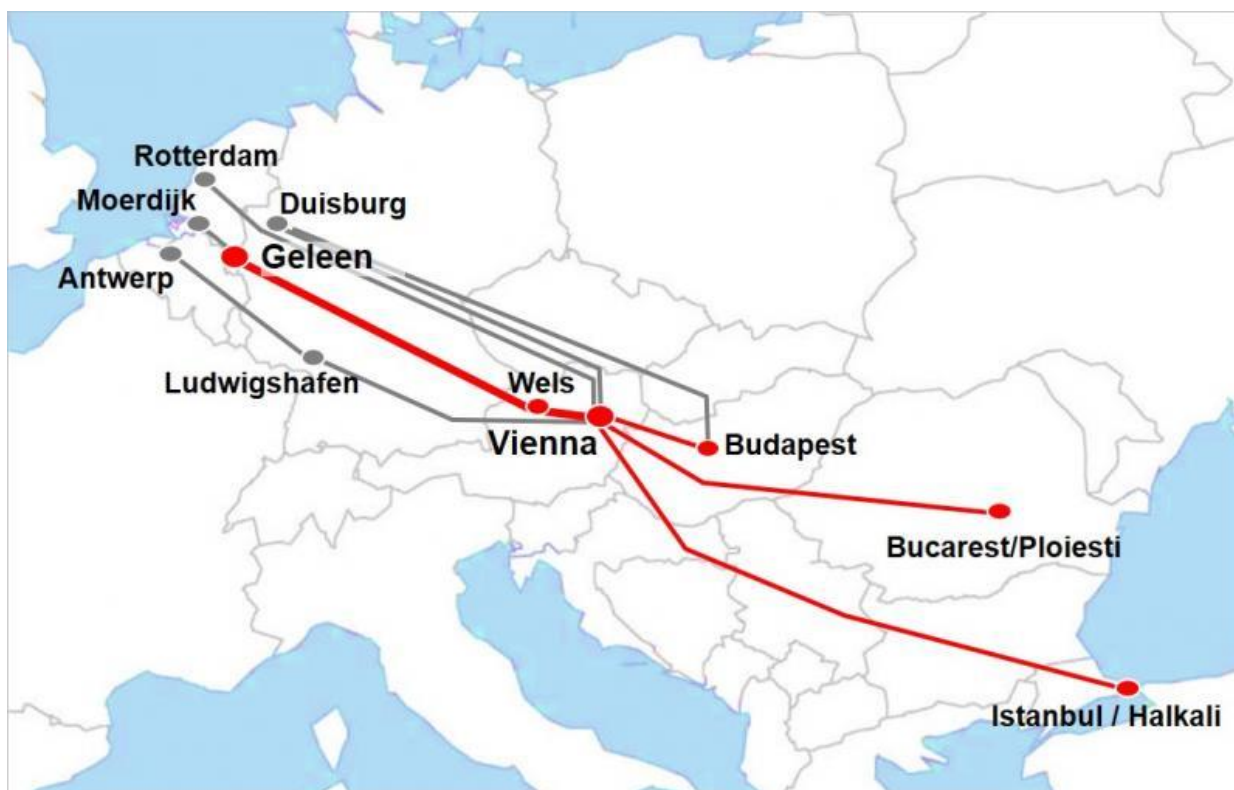 Rotterdam
Moerdijk
Duisburg
Geleen
Antwerp
Ludwigshafen
Wels
Vienna
Budapest
Bucarest/Ploiesti
Istanbul / Halkali